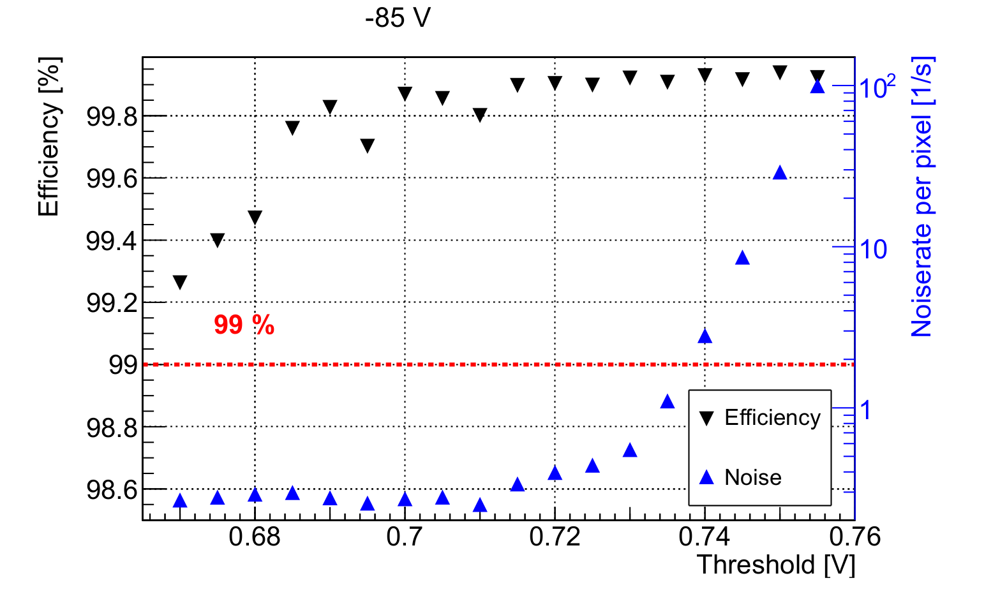 -85 V
Efficiency [%]
99.8
99.6
99.4
99.2
99
98.8
98.6
99 %
Efficiency
Noise
10²
10
1
Noiserate per pixel [1/s]
0.68
0.7
0.72
0.74
0.76
Threshold [V]